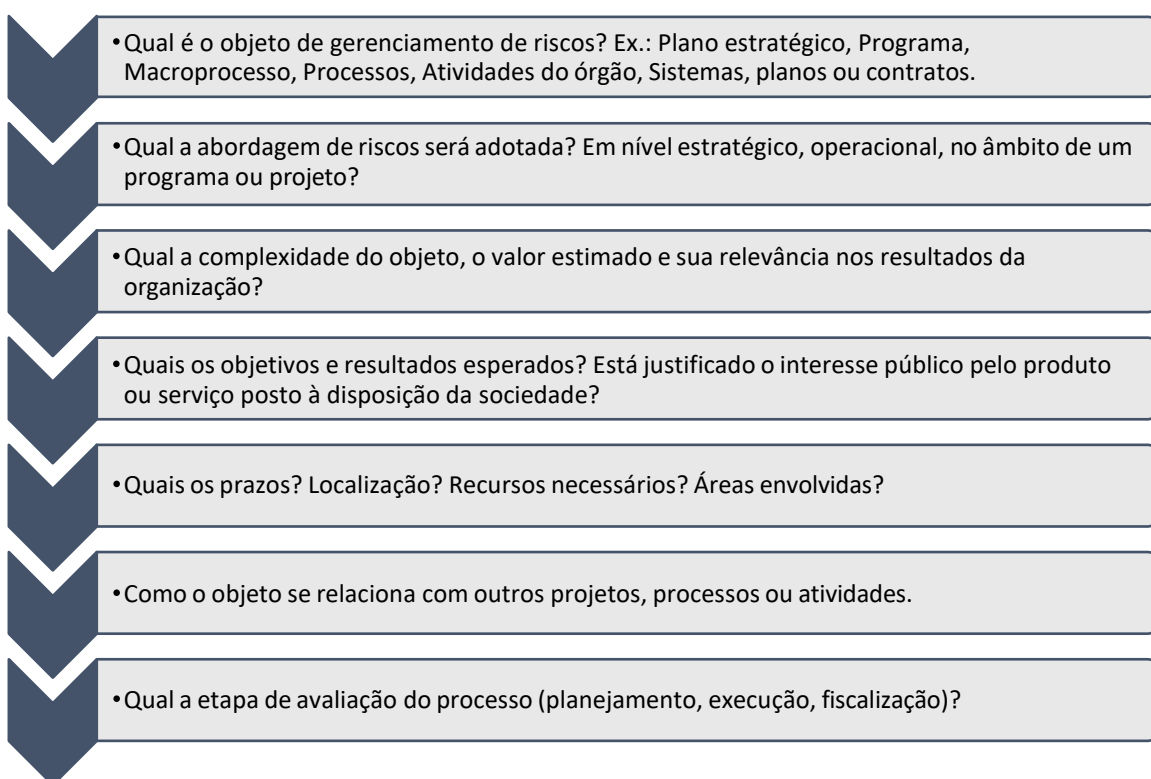 •Qual é o objeto de gerenciamento de riscos? Ex.: Plano estratégico, Programa,
Macroprocesso, Processos, Atividades do órgão, Sistemas, planos ou contratos.
•Qual a abordagem de riscos será adotada? Em nível estratégico, operacional, no âmbito de um
programa ou projeto?
•Qual a complexidade do objeto, o valor estimado e sua relevância nos resultados da
organização?
•Quais os objetivos e resultados esperados? Está justificado o interesse público pelo produto
ou serviço posto à disposição da sociedade?
•Quais os prazos? Localização? Recursos necessários? Áreas envolvidas?
•Como o objeto se relaciona com outros projetos, processos ou atividades.
•Qual a etapa de avaliação do processo (planejamento, execução, fiscalização)?